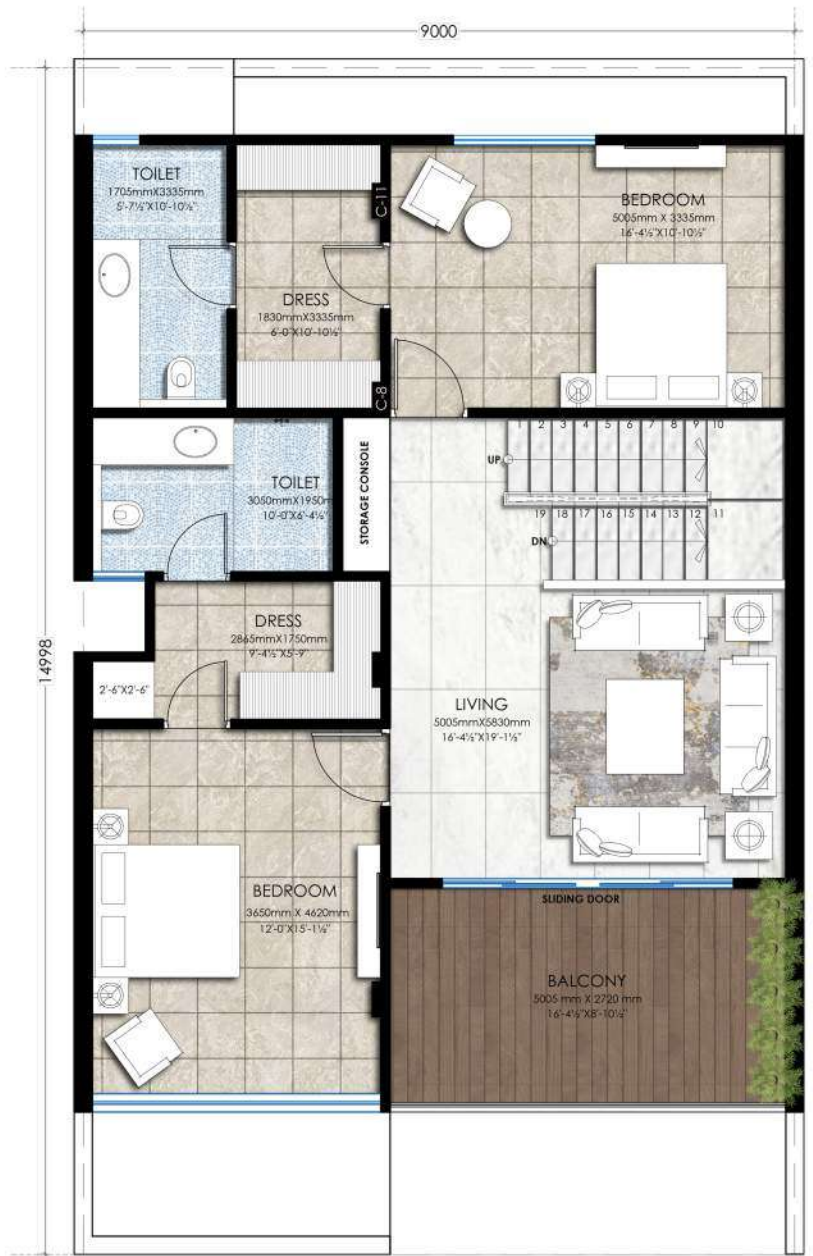 9000
14998
TOILET
1705mmX3335mm
5'-7½"X10'-10½"
C-11
BEDROOM
5005mm X 3335mm
16'-4½"X10'-10½"
DRESS
1830mmX3335mm
6'-0"X10'-10½"
C-8
1 2 3 4 5 6 7 8 9 10
UP
19 18 17 16 15 14 13 12 11
DN
TOILET
3050mmX1950m
10'-0"X6'-4½"
STORAGE CONSOLE
DRESS
2865mmX1750mm
9'-4½"X5'-9"
2'-6"X2'-6"
LIVING
5005mmX5830mm
16'-4½"X19'-1½"
BEDROOM
3650mm X 4620mm
12'-0"X15'-1½"
SLIDING DOOR
BALCONY
5005 mm X 2720 mm
16'-4½"X8'-10½"